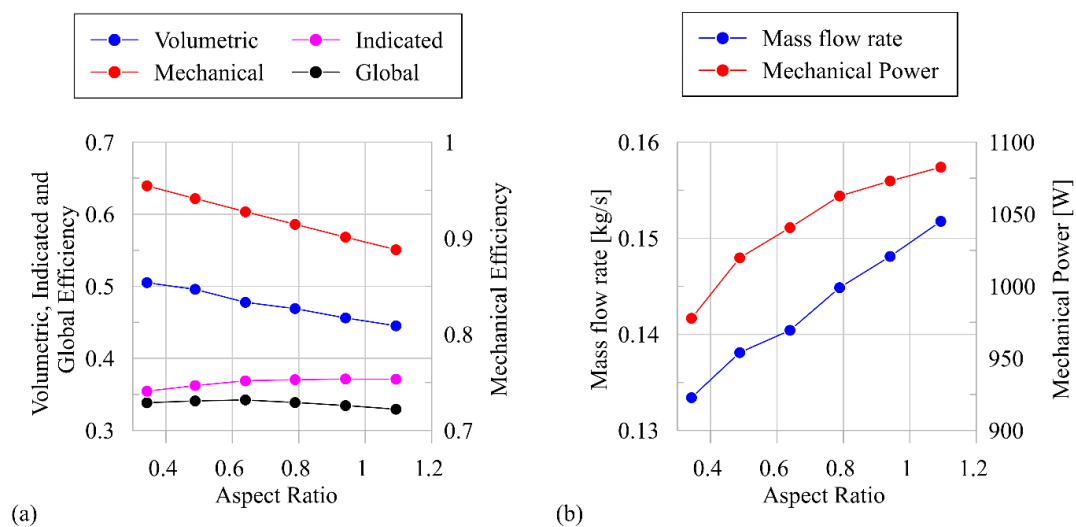 Volumetric
Indicated
Mechanical
Global
0.7
0.6
0.5
0.4
0.3
Volumetric, Indicated and
Global Efficiency
1
0.9
0.8
0.7
Mechanical Efficiency
0.4 0.6 0.8 1 1.2
Aspect Ratio
(a)
Mass flow rate
Mechanical Power
0.16
0.15
0.14
0.13
Mass flow rate [kg/s]
1100
1050
1000
950
900
Mechanical Power [W]
0.4 0.6 0.8 1 1.2
Aspect Ratio
(b)